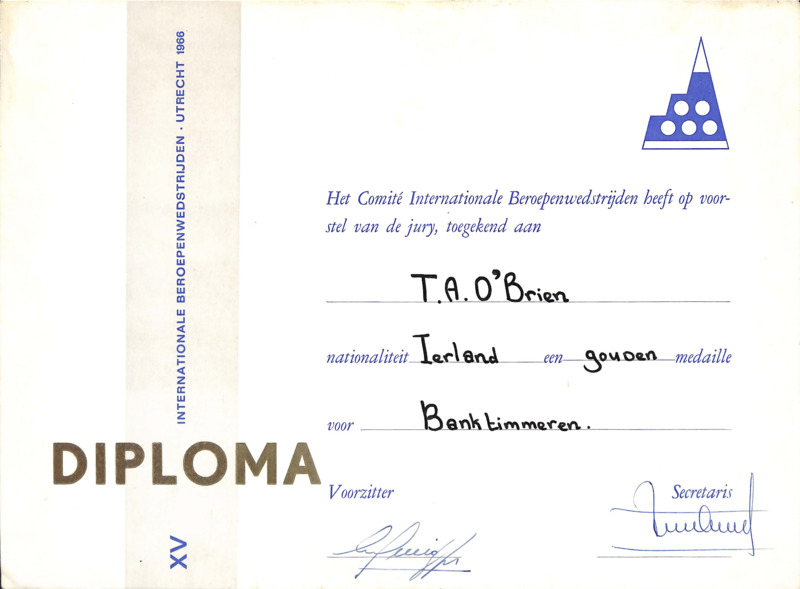 INTERNATIONALE BEROEPENWEDSTRIJDEN · UTRECHT 1966
Het Comité Internationale Beroepenwedstrijden heeft op voor-
stel van de jury, toegekend aan
T.A. O'Brien
nationaliteit Ierland een gouden medaille
voor Banktimmeren.
DIPLOMA
Voorzitter Secretaris
XV